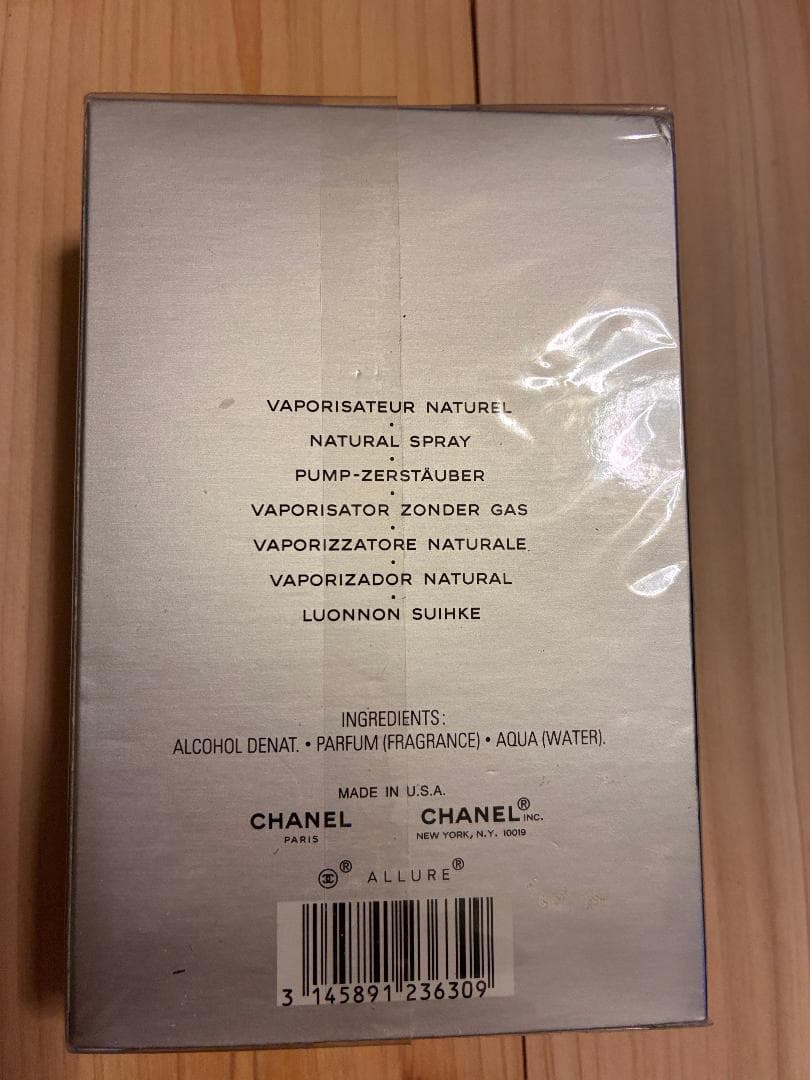 VAPORISATEUR NATUREL
•
NATURAL SPRAY
•
PUMP-ZERSTÄUBER
•
VAPORISATOR ZONDER GAS
•
VAPORIZZATORE NATURALE
•
VAPORIZADOR NATURAL
•
LUONNON SUIHKE
INGREDIENTS:
ALCOHOL DENAT. • PARFUM (FRAGRANCE) • AQUA (WATER).
MADE IN U.S.A.
CHANEL
PARIS
CHANEL® INC.
NEW YORK, N.Y. 10019
® ALLURE®
3 145891 236309